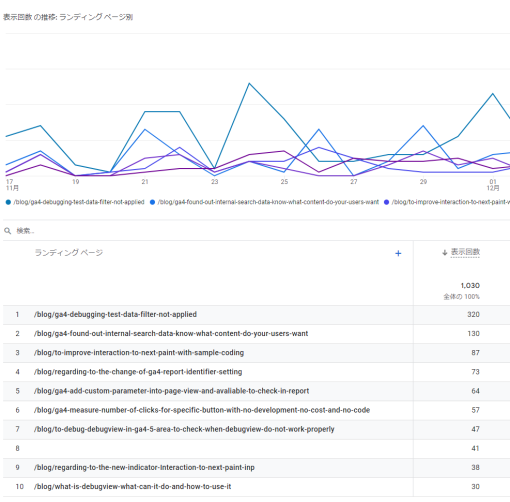 表示回数 の推移: ランディング ページ別
17 19 21 23 25 27 29 01
11月 12月
/blog/ga4-debugging-test-data-filter-not-applied /blog/ga4-found-out-internal-search-data-know-what-content-do-your-users-want /blog/to-improve-interaction-to-next-paint-w
検索...
ランディング ページ + 表示回数
1,030
全体の 100%
1 /blog/ga4-debugging-test-data-filter-not-applied 320
2 /blog/ga4-found-out-internal-search-data-know-what-content-do-your-users-want 130
3 /blog/to-improve-interaction-to-next-paint-with-sample-coding 87
4 /blog/regarding-to-the-change-of-ga4-report-identifier-setting 73
5 /blog/ga4-add-custom-parameter-into-page-view-and-avaliable-to-check-in-report 64
6 /blog/ga4-measure-number-of-clicks-for-specific-button-with-no-development-no-cost-and-no-code 57
7 /blog/to-debug-debugview-in-ga4-5-area-to-check-when-debugview-do-not-work-properly 47
8 41
9 /blog/regarding-to-the-new-indicator-Interaction-to-next-paint-inp 38
10 /blog/what-is-debugview-what-can-it-do-and-how-to-use-it 30